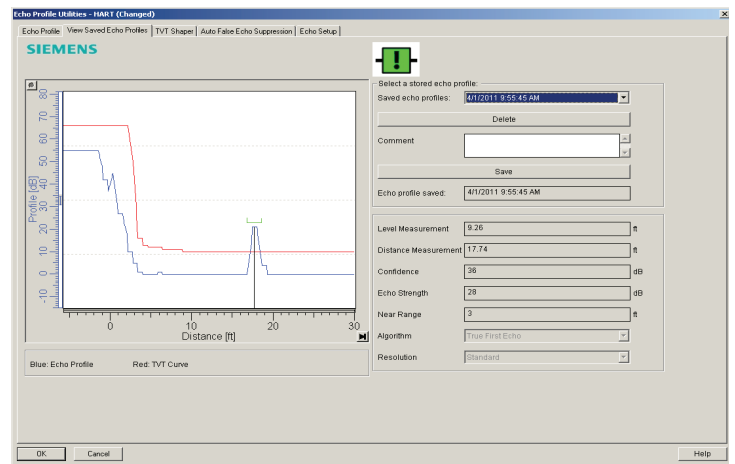 Echo Profile Utilities - HART (Changed)
Echo Profile View Saved Echo Profiles TVT Shaper Auto False Echo Suppression Echo Setup
SIEMENS
Select a stored echo profile:
Saved echo profiles: 4/1/2011 9:55:45 AM
Delete
Comment
Save
Echo profile saved: 4/1/2011 9:55:45 AM
Profile [dB]
80
70
60
50
40
30
20
10
0
-10
0 10 20 30
Distance [ft]
Blue: Echo Profile Red: TVT Curve
Level Measurement 9.26 ft
Distance Measurement 17.74 ft
Confidence 36 dB
Echo Strength 28 dB
Near Range 3 ft
Algorithm True First Echo
Resolution Standard
OK Cancel Help